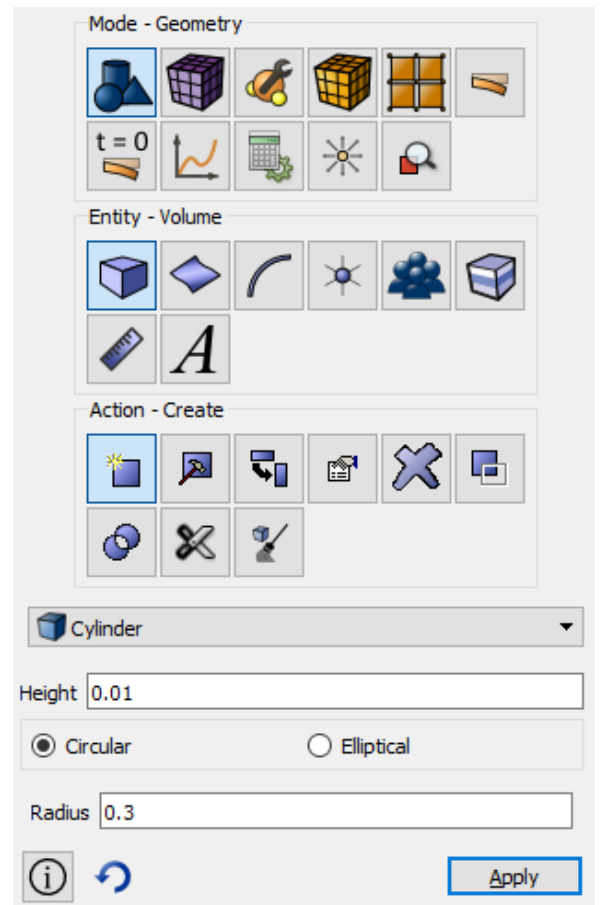 Mode - Geometry
t = 0
Entity - Volume
A
Action - Create
Cylinder
Height 0.01
Circular Elliptical
Radius 0.3
i Apply